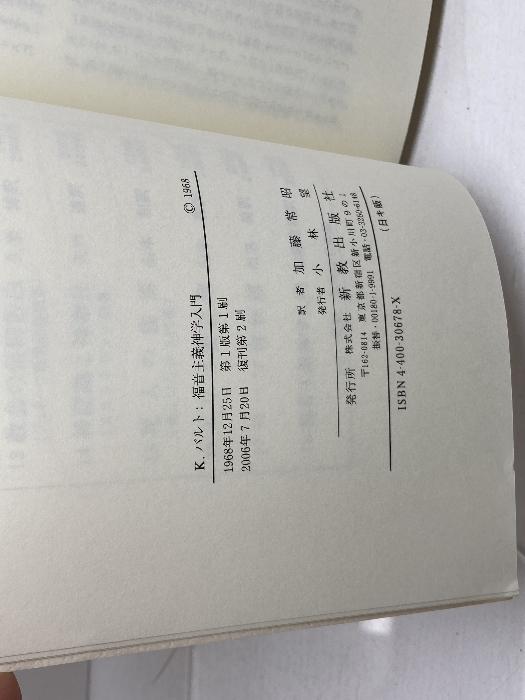 K. バルト: 福音主義神学入門 © 1968
1968年12月25日 第1版第1刷
2006年7月20日 復刊第2刷
訳者 加藤常昭
発行者 小林望
発行所 株式会社 新教出版社
〒162-0814 東京都新宿区新小川町9の1
振替・00180-1-9991 電話・03-3260-6148
(日キ版)
ISBN 4-400-30678-X